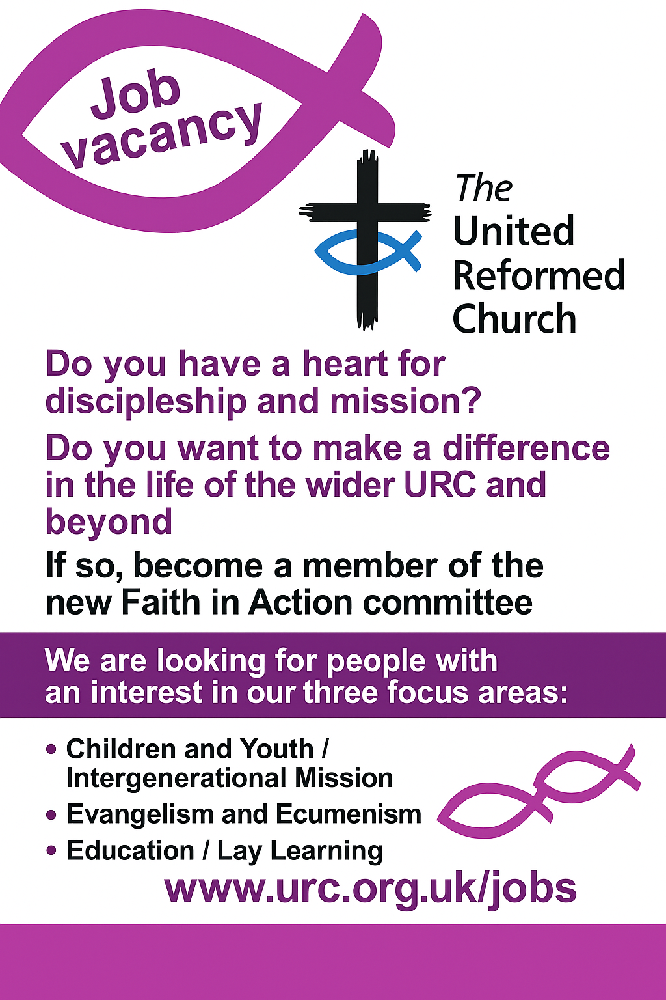 Job
vacancy
The
United
Reformed
Church
Do you have a heart for
discipleship and mission?
Do you want to make a difference
in the life of the wider URC and
beyond
If so, become a member of the
new Faith in Action committee
We are looking for people with
an interest in our three focus areas:
• Children and Youth /
Intergenerational Mission
• Evangelism and Ecumenism
• Education / Lay Learning
www.urc.org.uk/jobs